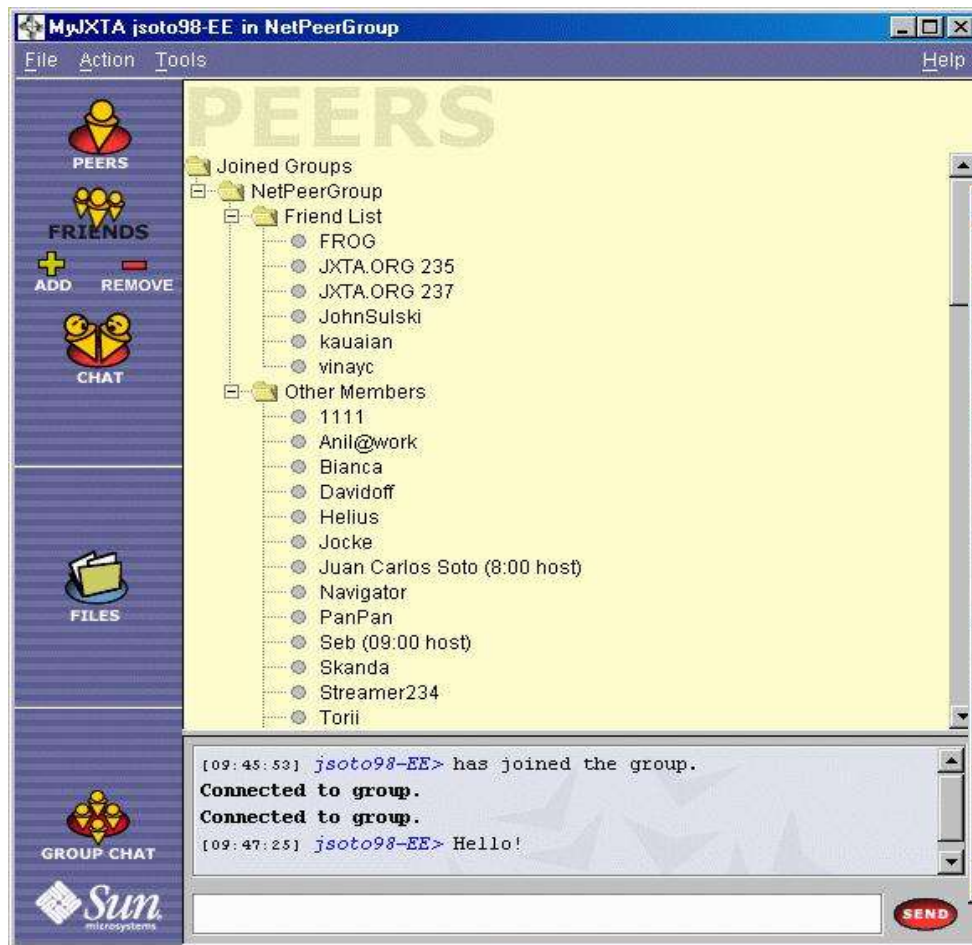 MyJXTA jsoto98-EE in NetPeerGroup
File Action Tools Help
PEERS
PEERS
FRIENDS
ADD REMOVE
CHAT
FILES
GROUP CHAT
Sun
microsystems
Joined Groups
NetPeerGroup
Friend List
FROG
JXTA.ORG 235
JXTA.ORG 237
JohnSulski
kauaian
vinayc
Other Members
1111
Anil@work
Bianca
Davidoff
Helius
Jocke
Juan Carlos Soto (8:00 host)
Navigator
PanPan
Seb (09:00 host)
Skanda
Streamer234
Torii
[09:45:53] jsoto98-EE> has joined the group.
Connected to group.
Connected to group.
[09:47:25] jsoto98-EE> Hello!
SEND